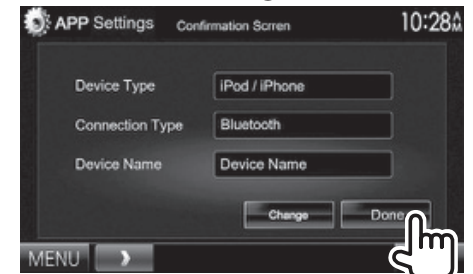 APP Settings Confirmation Scrren 10:28 AM
Device Type iPod / iPhone
Connection Type Bluetooth
Device Name Device Name
Change Done
MENU